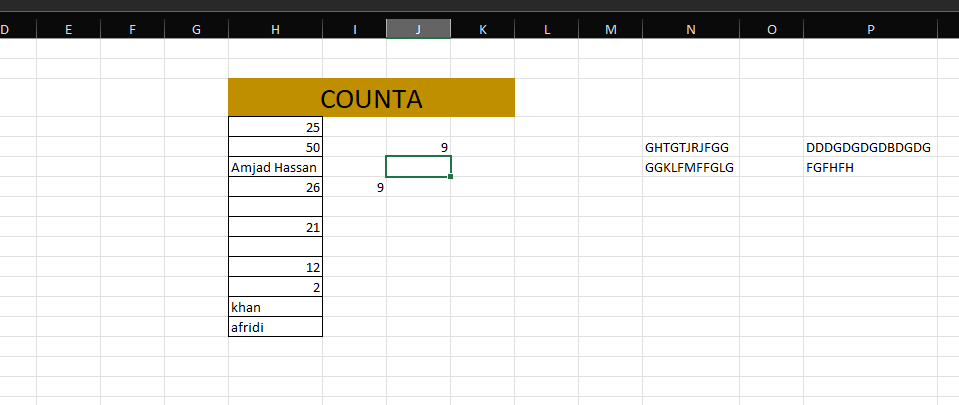 D E F G H I J K L M N O P
COUNTA
25
50 9 GHTGTJRJFGG DDDGDGDGDBDGDG
Amjad Hassan GGKLFMFFGLG FGFHFH
26 9
21
12
2
khan
afridi